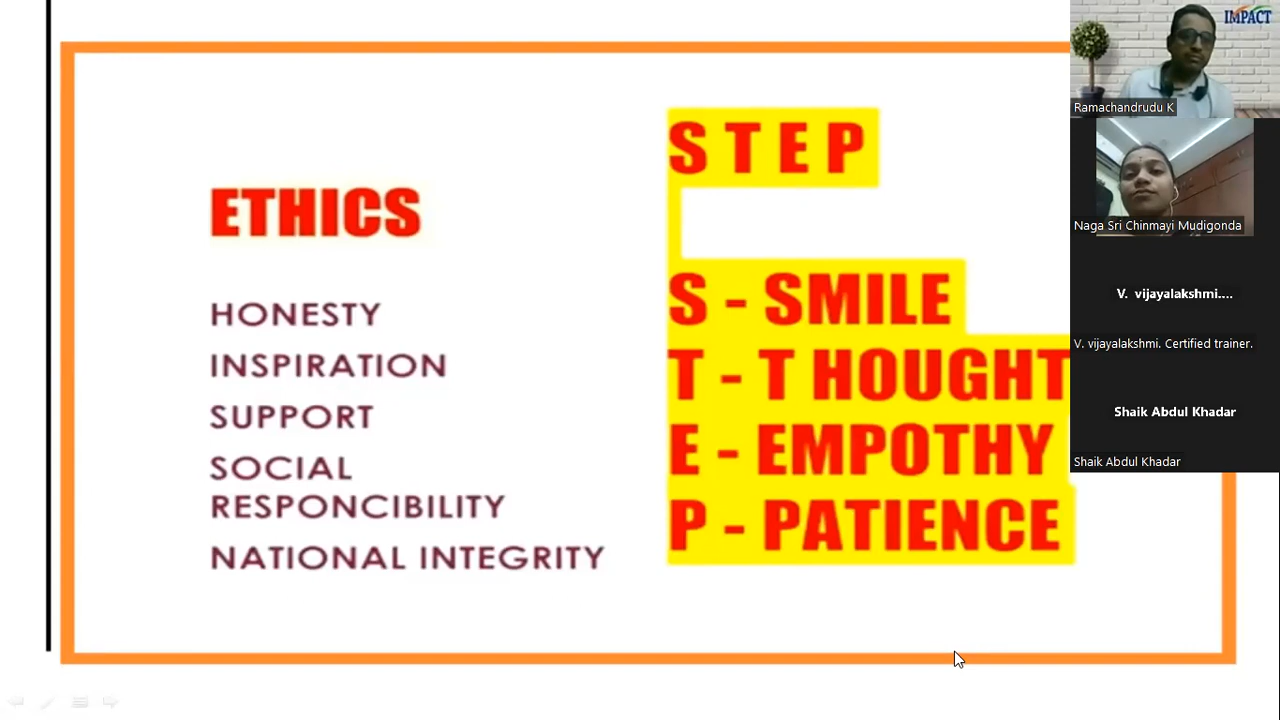 ETHICS
HONESTY
INSPIRATION
SUPPORT
SOCIAL
RESPONCIBILITY
NATIONAL INTEGRITY
S T E P
S - SMILE
T - T HOUGHT
E - EMPOTHY
P - PATIENCE
IMPACT
Ramachandrudu K
Naga Sri Chinmayi Mudigonda
V. vijayalakshmi....
V. vijayalakshmi. Certified trainer.
Shaik Abdul Khadar
Shaik Abdul Khadar